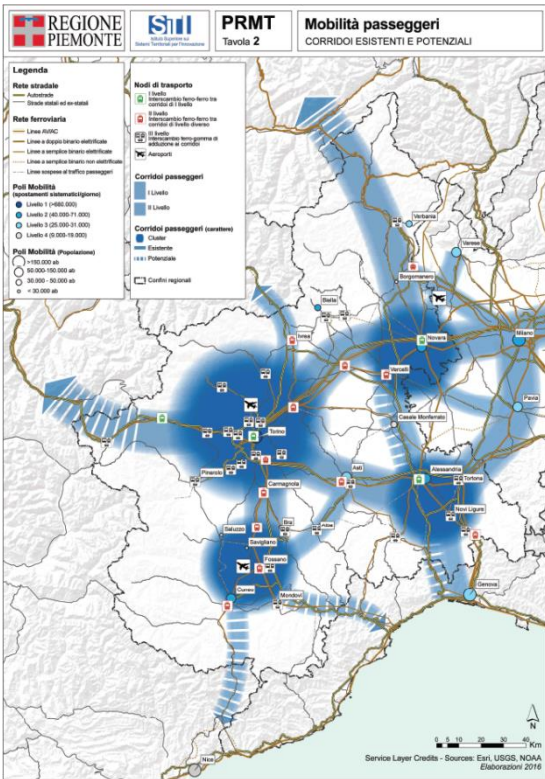 REGIONE
PIEMONTE
STI
Istituto Superiore sui
Sistemi Territoriali per l'Innovazione
PRMT
Tavola 2
Mobilità passeggeri
CORRIDOI ESISTENTI E POTENZIALI
Legenda
Rete stradale
Autostrade
Strade statali ed ex-statali
Rete ferroviaria
Linee AV/AC
Linee a doppio binario elettrificate
Linee a semplice binario elettrificate
Linee a semplice binario non elettrificate
Linee sospese al traffico passeggeri
Poli Mobilità
(spostamenti sistematici/giorno)
Livello 1 (>660.000)
Livello 2 (40.000-71.000)
Livello 3 (25.000-31.000)
Livello 4 (9.000-19.000)
Poli Mobilità (Popolazione)
>150.000 ab
50.000-150.000 ab
30.000 - 50.000 ab
< 30.000 ab
Nodi di trasporto
I livello
Interscambio ferro-ferro tra
corridoi di I livello
II livello
Interscambio ferro-ferro tra
corridoi di livello diverso
III livello
Interscambio ferro-gomma di
adduzione ai corridoi
Aeroporti
Corridoi passeggeri
I Livello
II Livello
Corridoi passeggeri (carattere)
Cluster
Esistente
Potenziale
Confini regionali
Verbania
Varese
Borgomanero
Biella
Ivrea
Novara
Milano
Vercelli
Pavia
Casale Monferrato
Torino
Pinerolo
Asti
Alessandria
Tortona
Carmagnola
Novi Ligure
Bra
Alba
Saluzzo
Savigliano
Fossano
Cuneo
Mondovì
Genova
Nice
N
0 5 10 20 30 40
Km
Service Layer Credits - Sources: Esri, USGS, NOAA
Elaborazioni 2016